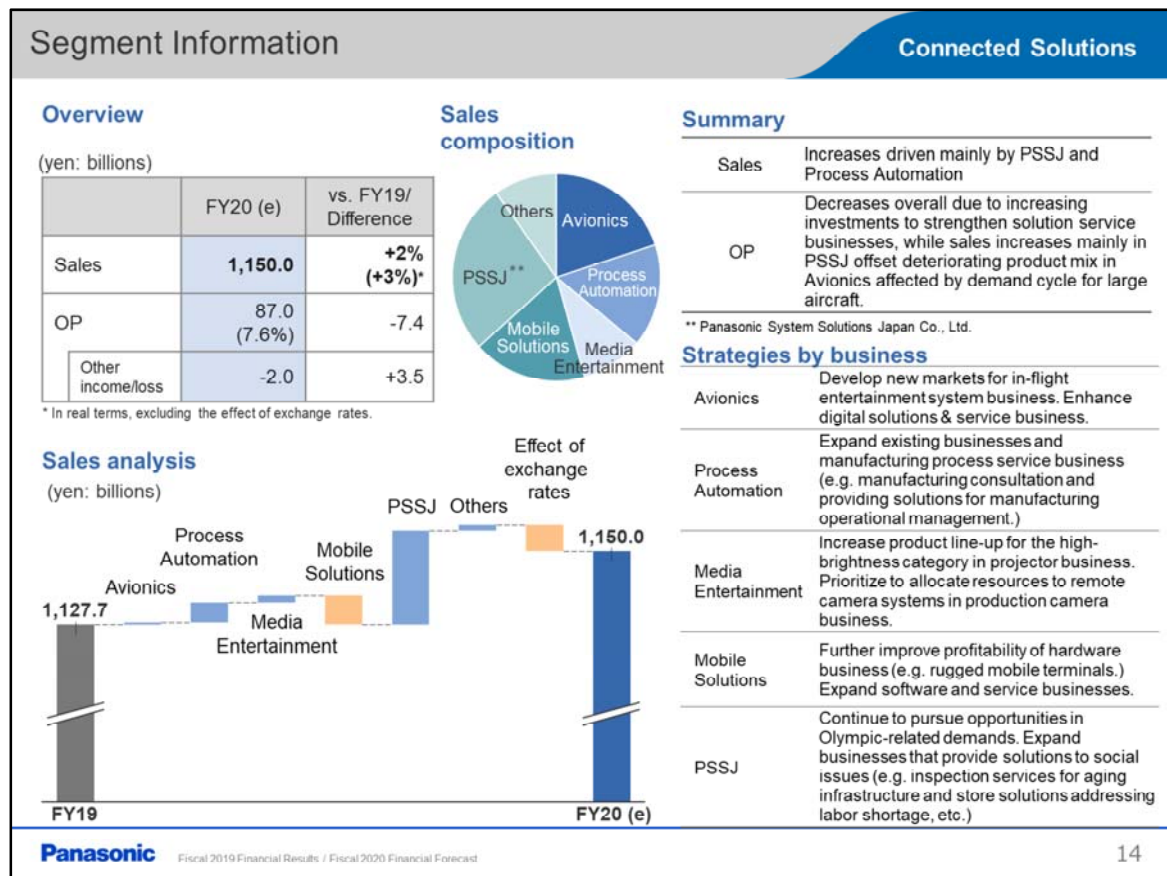 Segment Information
Connected Solutions
Overview
(yen: billions)
FY20 (e)
vs. FY19/
Difference
Sales
1,150.0
+2%
(+3%)*
OP
87.0
(7.6%)
-7.4
Other
income/loss
-2.0
+3.5
* In real terms, excluding the effect of exchange rates.
Sales
composition
Avionics
Process
Automation
Media
Entertainment
Mobile
Solutions
PSSJ**
Others
Summary
Sales
Increases driven mainly by PSSJ and
Process Automation
OP
Decreases overall due to increasing
investments to strengthen solution service
businesses, while sales increases mainly in
PSSJ offset deteriorating product mix in
Avionics affected by demand cycle for large
aircraft.
** Panasonic System Solutions Japan Co., Ltd.
Strategies by business
Avionics
Develop new markets for in-flight
entertainment system business. Enhance
digital solutions & service business.
Process
Automation
Expand existing businesses and
manufacturing process service business
(e.g. manufacturing consultation and
providing solutions for manufacturing
operational management.)
Media
Entertainment
Increase product line-up for the high-
brightness category in projector business.
Prioritize to allocate resources to remote
camera systems in production camera
business.
Mobile
Solutions
Further improve profitability of hardware
business (e.g. rugged mobile terminals.)
Expand software and service businesses.
PSSJ
Continue to pursue opportunities in
Olympic-related demands. Expand
businesses that provide solutions to social
issues (e.g. inspection services for aging
infrastructure and store solutions addressing
labor shortage, etc.)
Sales analysis
(yen: billions)
1,127.7
Avionics
Process
Automation
Media
Entertainment
Mobile
Solutions
PSSJ
Others
Effect of
exchange
rates
1,150.0
FY19
FY20 (e)
Panasonic
Fiscal 2019 Financial Results / Fiscal 2020 Financial Forecast
14